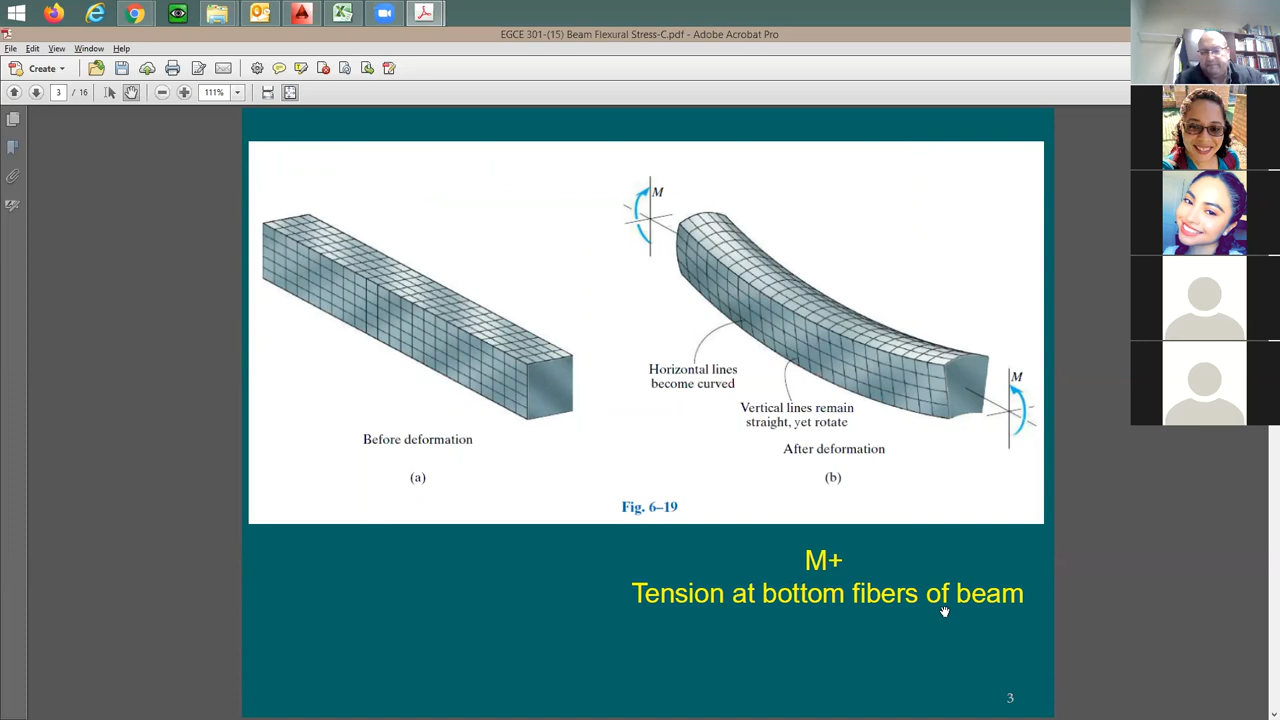 EGCE 301-(15) Beam Flexural Stress-C.pdf - Adobe Acrobat Pro
File Edit View Window Help
Create
3 / 16
111%
M
Horizontal lines
become curved
M
Vertical lines remain
straight, yet rotate
Before deformation
After deformation
(a)
(b)
Fig. 6–19
M+
Tension at bottom fibers of beam
3